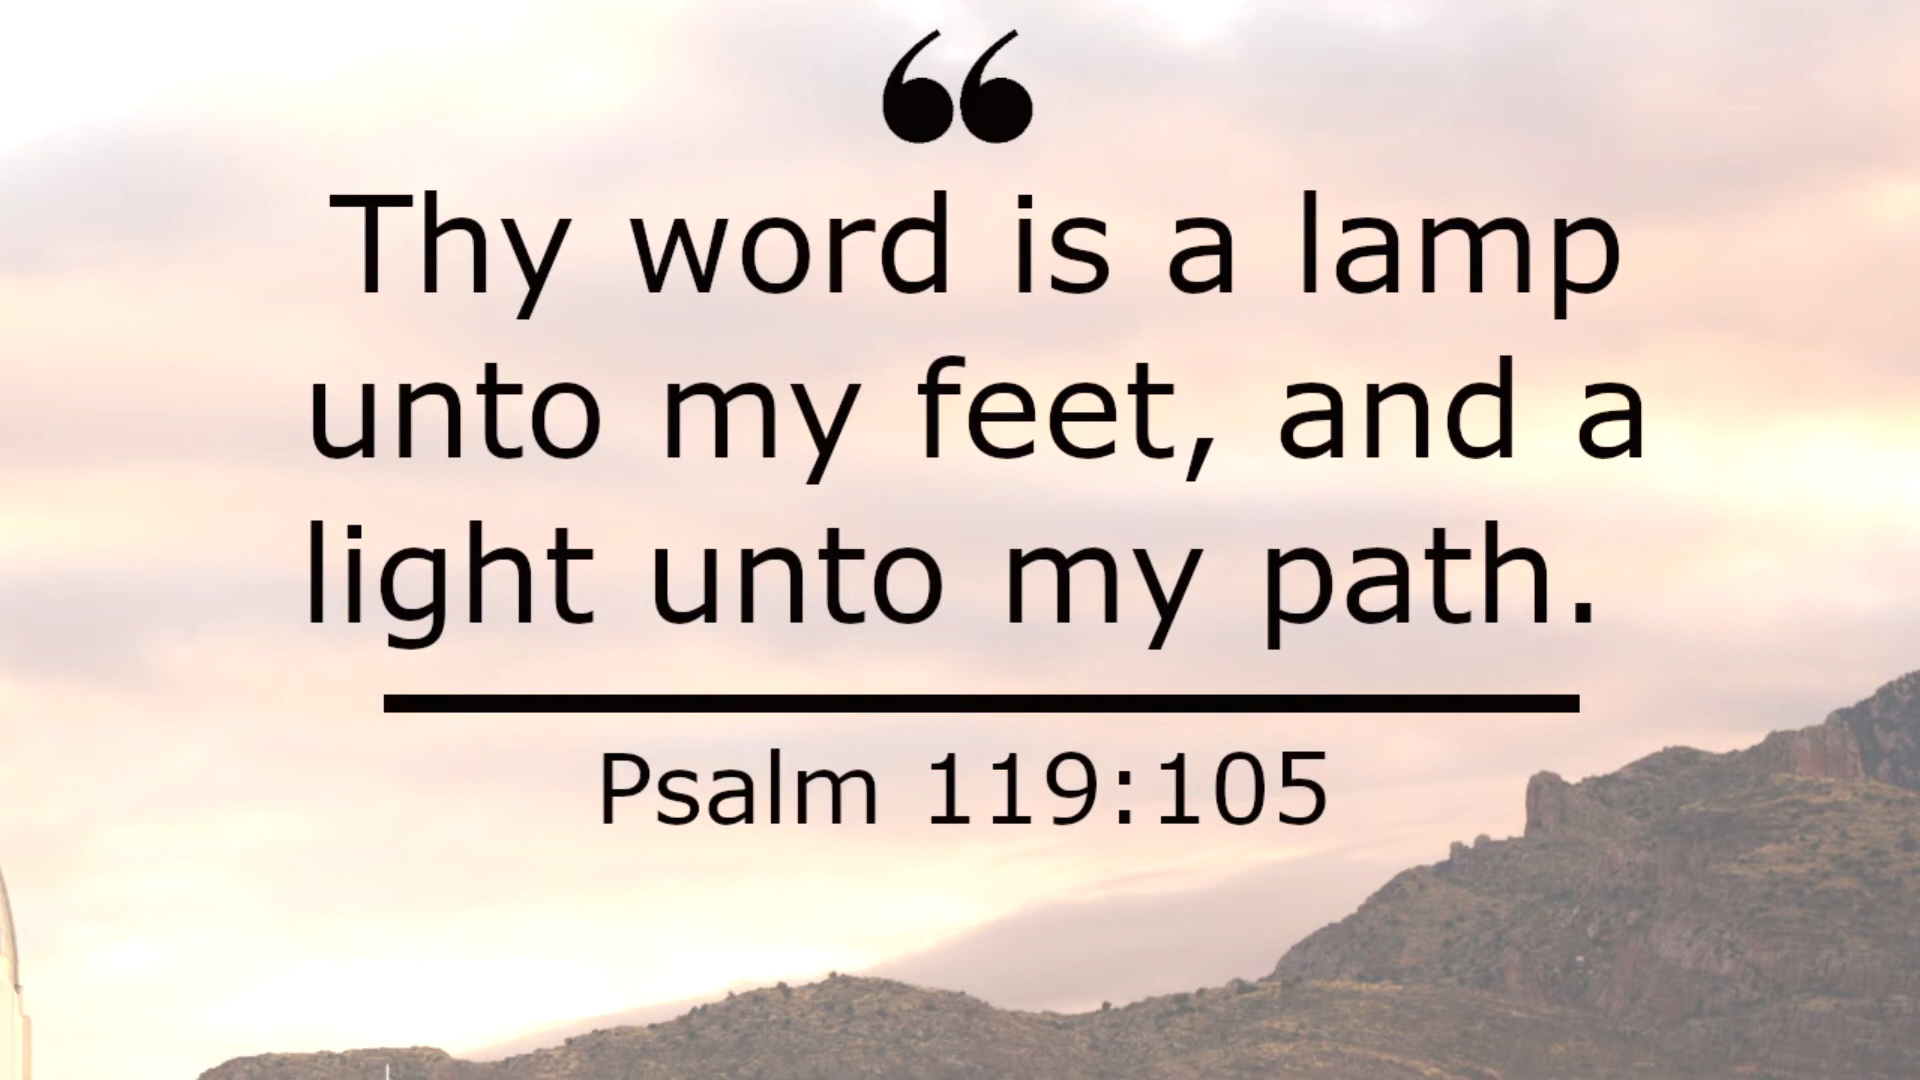 “
Thy word is a lamp
unto my feet, and a
light unto my path.
Psalm 119:105